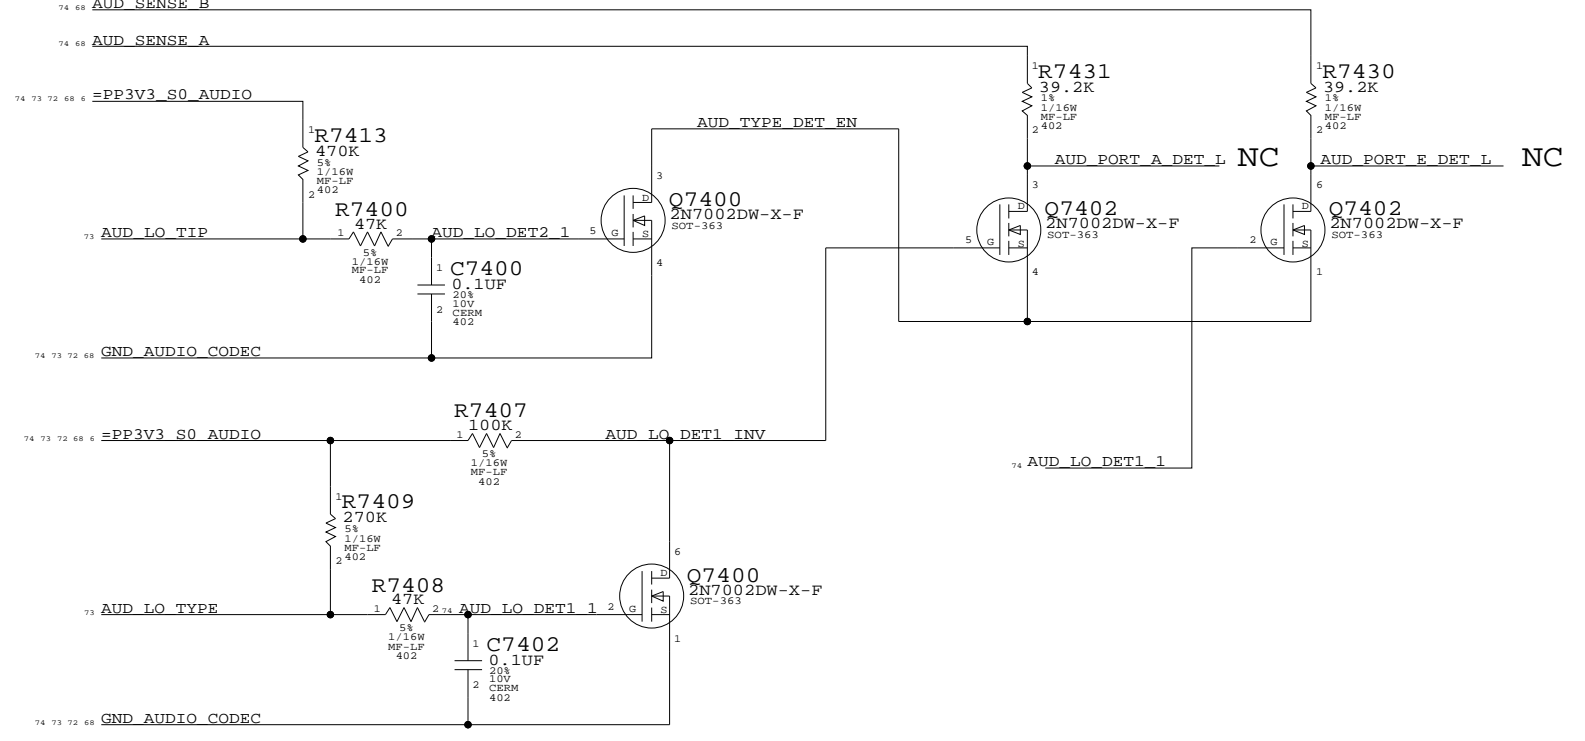 74 68 AUD_SENSE_B
74 68 AUD_SENSE_A
74 73 72 68 6 =PP3V3_S0_AUDIO
1
R7413
470K
5%
1/16W
MF-LF
402
2
R7400
47K
73 AUD_LO_TIP
1 2
5%
1/16W
MF-LF
402
AUD_LO_DET2_1
1
C7400
0.1UF
20%
10V
CERM
402
2
74 73 72 68 GND_AUDIO_CODEC
AUD_TYPE_DET_EN
3
D
Q7400
2N7002DW-X-F
SOT-363
5 G S
4
1
R7431
39.2K
1%
1/16W
MF-LF
402
2
AUD_PORT_A_DET_L NC
3
D
Q7402
2N7002DW-X-F
SOT-363
5 G S
4
1
R7430
39.2K
1%
1/16W
MF-LF
402
2
AUD_PORT_E_DET_L NC
6
D
Q7402
2N7002DW-X-F
SOT-363
2 G S
1
74 AUD_LO_DET1_1
74 73 72 68 6 =PP3V3_S0_AUDIO
R7407
100K
1 2
5%
1/16W
MF-LF
402
AUD_LO_DET1_INV
1
R7409
270K
5%
1/16W
MF-LF
402
2
73 AUD_LO_TYPE
R7408
47K
1 2
5%
1/16W
MF-LF
402
74 AUD_LO_DET1_1
6
D
Q7400
2N7002DW-X-F
SOT-363
2 G S
1
1
C7402
0.1UF
20%
10V
CERM
402
2
74 73 72 68 GND_AUDIO_CODEC